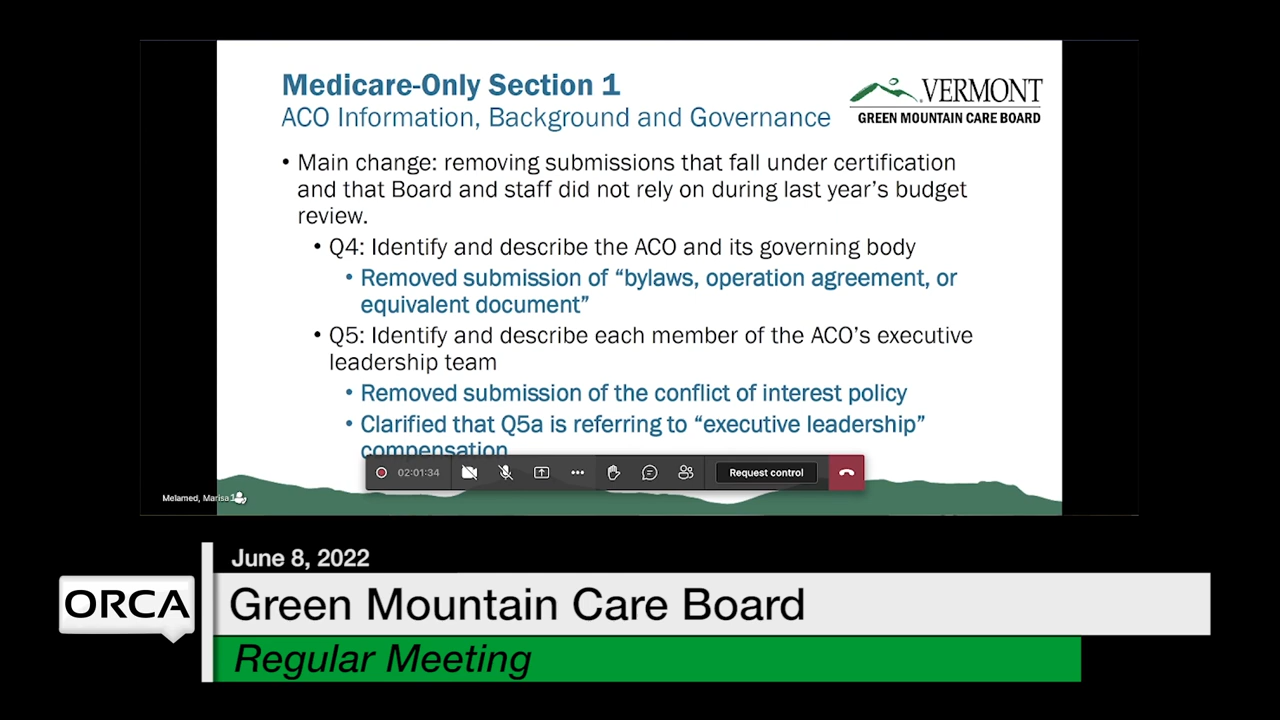 Medicare-Only Section 1
ACO Information, Background and Governance
VERMONT
GREEN MOUNTAIN CARE BOARD
• Main change: removing submissions that fall under certification
and that Board and staff did not rely on during last year’s budget
review.
• Q4: Identify and describe the ACO and its governing body
• Removed submission of “bylaws, operation agreement, or
equivalent document”
• Q5: Identify and describe each member of the ACO’s executive
leadership team
• Removed submission of the conflict of interest policy
• Clarified that Q5a is referring to “executive leadership”
compensation
02:01:34
Request control
Melamed, Marisa
June 8, 2022
ORCA
Green Mountain Care Board
Regular Meeting